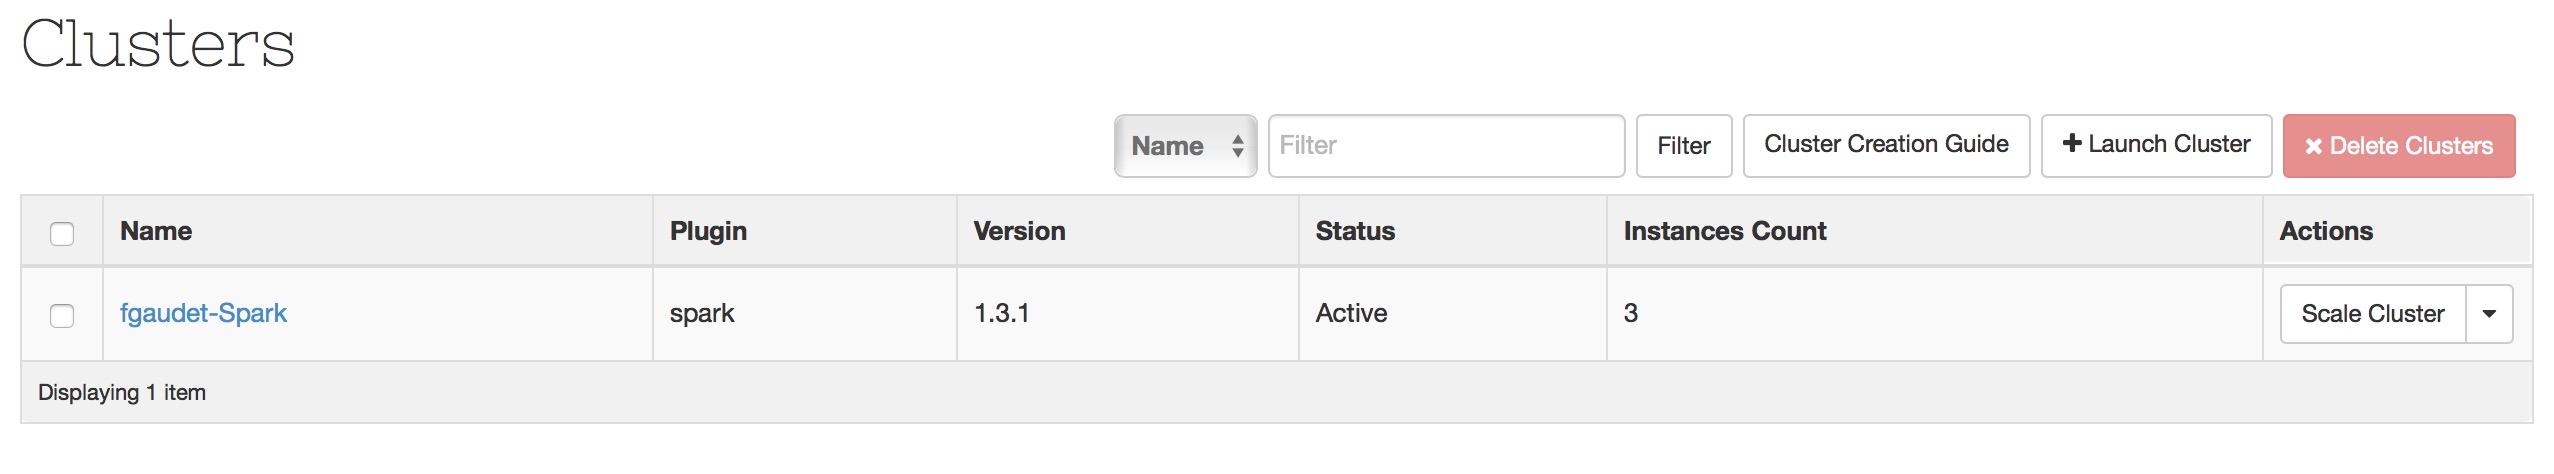 Clusters
Name Filter Filter Cluster Creation Guide + Launch Cluster × Delete Clusters
Name Plugin Version Status Instances Count Actions
fgaudet-Spark spark 1.3.1 Active 3 Scale Cluster
Displaying 1 item